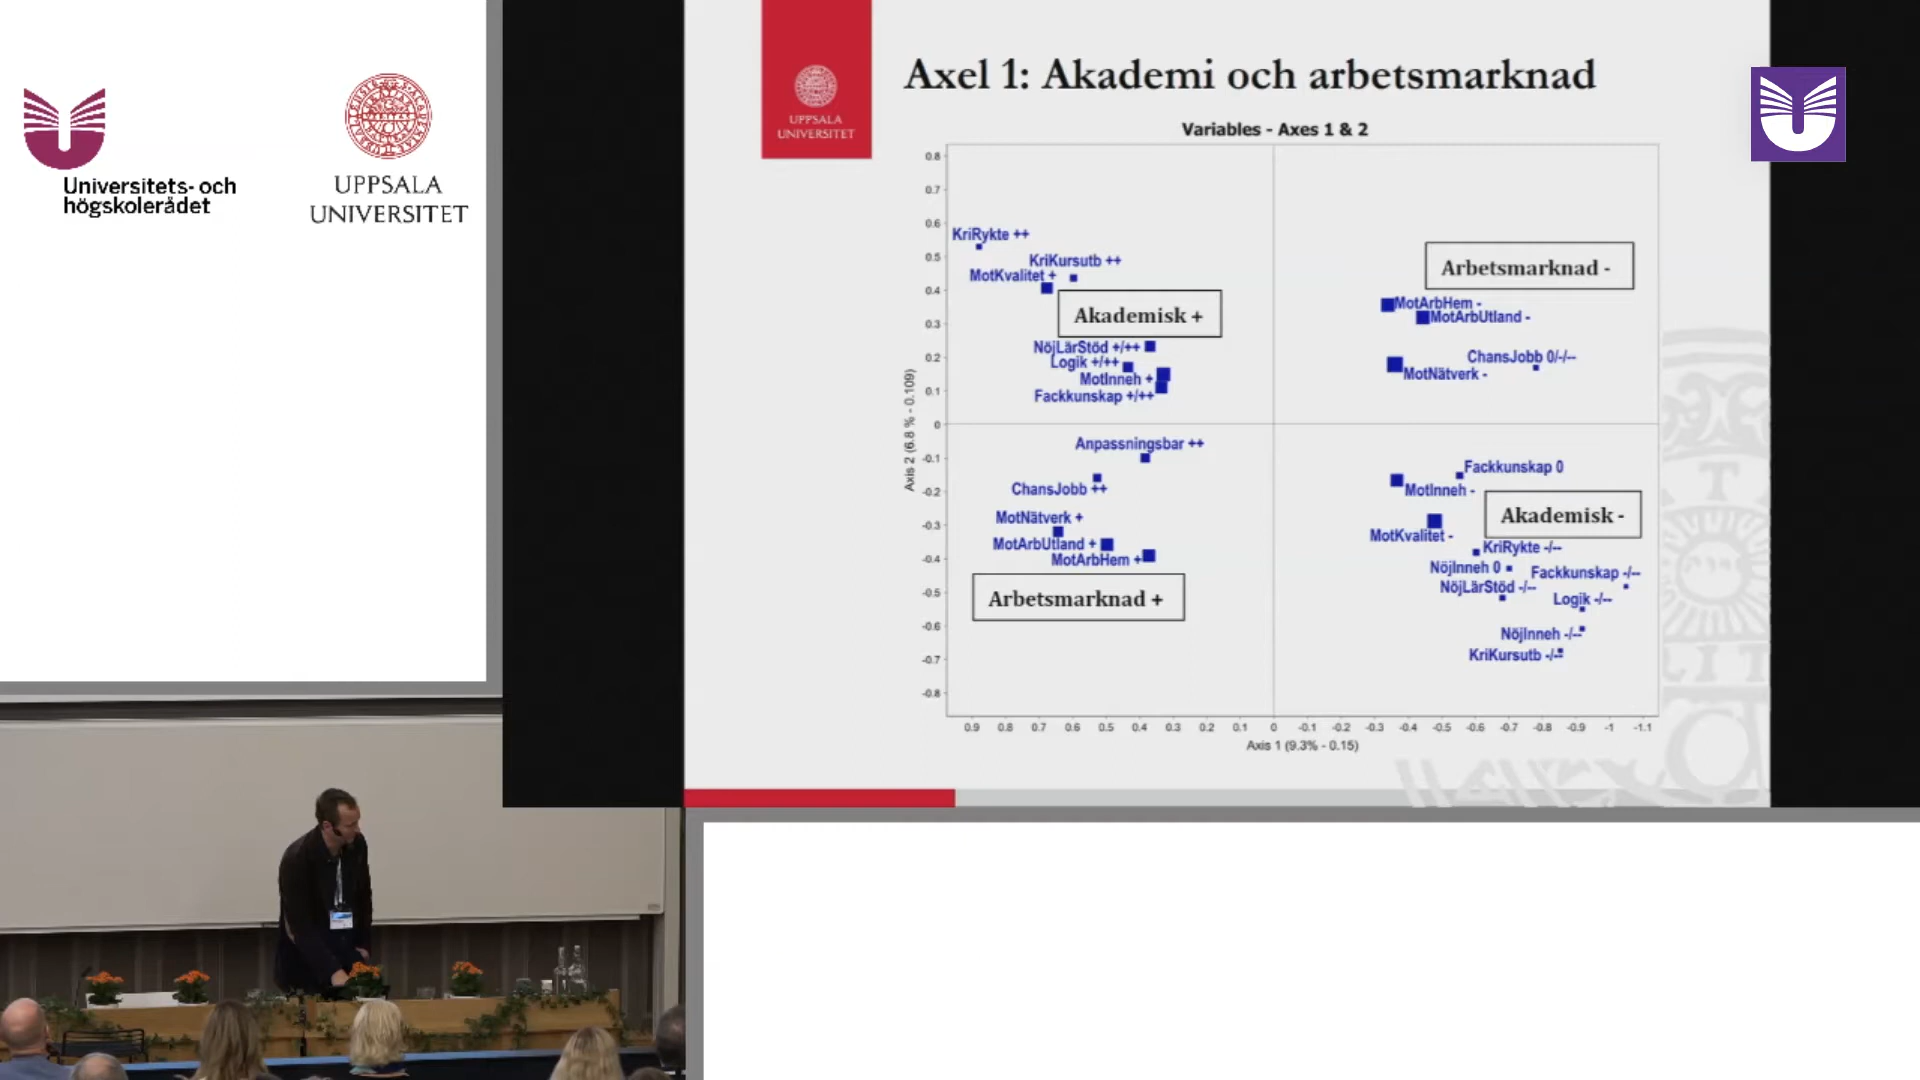 Universitets- och
högskolerådet
UPPSALA
UNIVERSITET
UPPSALA
UNIVERSITET
Axel 1: Akademi och arbetsmarknad
Variables - Axes 1 & 2
Axis 2 (6.8 % - 0.109)
0.8
0.7
0.6
0.5
0.4
0.3
0.2
0.1
0
-0.1
-0.2
-0.3
-0.4
-0.5
-0.6
-0.7
-0.8
KriRykte ++
KriKursutb ++
MotKvalitet +
Akademisk +
NöjLärStöd +/++
Logik +/++
MotInneh +
Fackkunskap +/++
Arbetsmarknad -
MotArbHem -
MotArbUtland -
ChansJobb 0/-/--
MotNätverk -
Anpassningsbar ++
ChansJobb ++
MotNätverk +
MotArbUtland +
MotArbHem +
Arbetsmarknad +
Fackkunskap 0
MotInneh -
Akademisk -
MotKvalitet -
KriRykte -/--
NöjInneh 0
Fackkunskap -/--
NöjLärStöd -/--
Logik -/--
NöjInneh -/--
KriKursutb -/--
0.9 0.8 0.7 0.6 0.5 0.4 0.3 0.2 0.1 0 -0.1 -0.2 -0.3 -0.4 -0.5 -0.6 -0.7 -0.8 -0.9 -1 -1.1
Axis 1 (9.3% - 0.15)